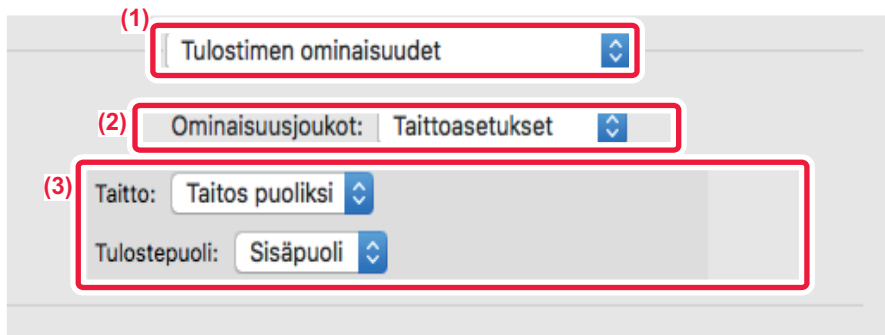 (1)
Tulostimen ominaisuudet
(2) Ominaisuusjoukot: Taittoasetukset
(3)
Taitto: Taitos puoliksi
Tulostepuoli: Sisäpuoli